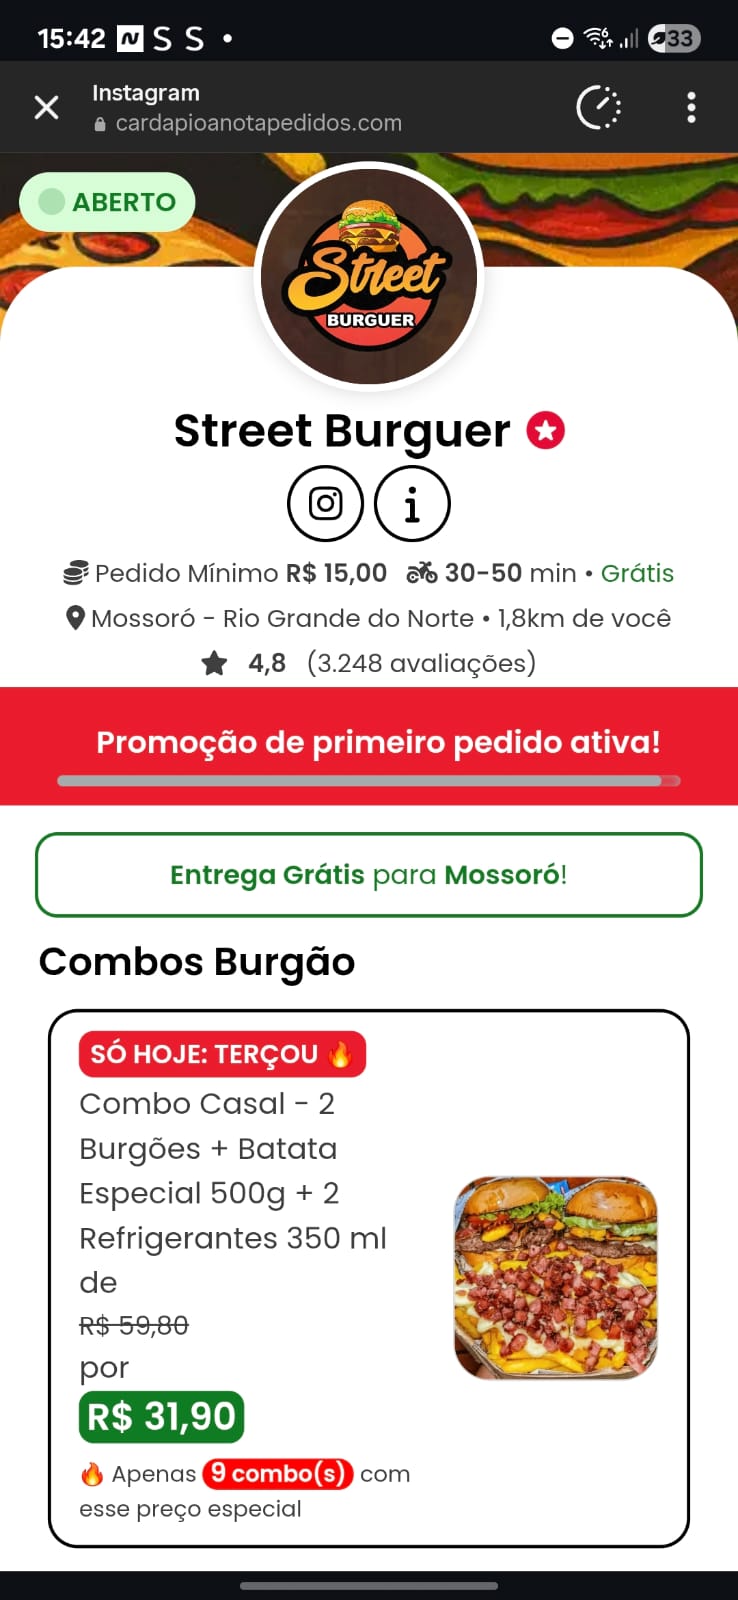 15:42 N S S •
33
Instagram
cardapioanotapedidos.com
ABERTO
Street
BURGUER
Street Burguer
Pedido Mínimo R$ 15,00 30-50 min • Grátis
Mossoró - Rio Grande do Norte • 1,8km de você
4,8 (3.248 avaliações)
Promoção de primeiro pedido ativa!
Entrega Grátis para Mossoró!
Combos Burgão
SÓ HOJE: TERÇOU 🔥
Combo Casal - 2
Burgões + Batata
Especial 500g + 2
Refrigerantes 350 ml
de
R$ 59,80
por
R$ 31,90
🔥 Apenas 9 combo(s) com
esse preço especial